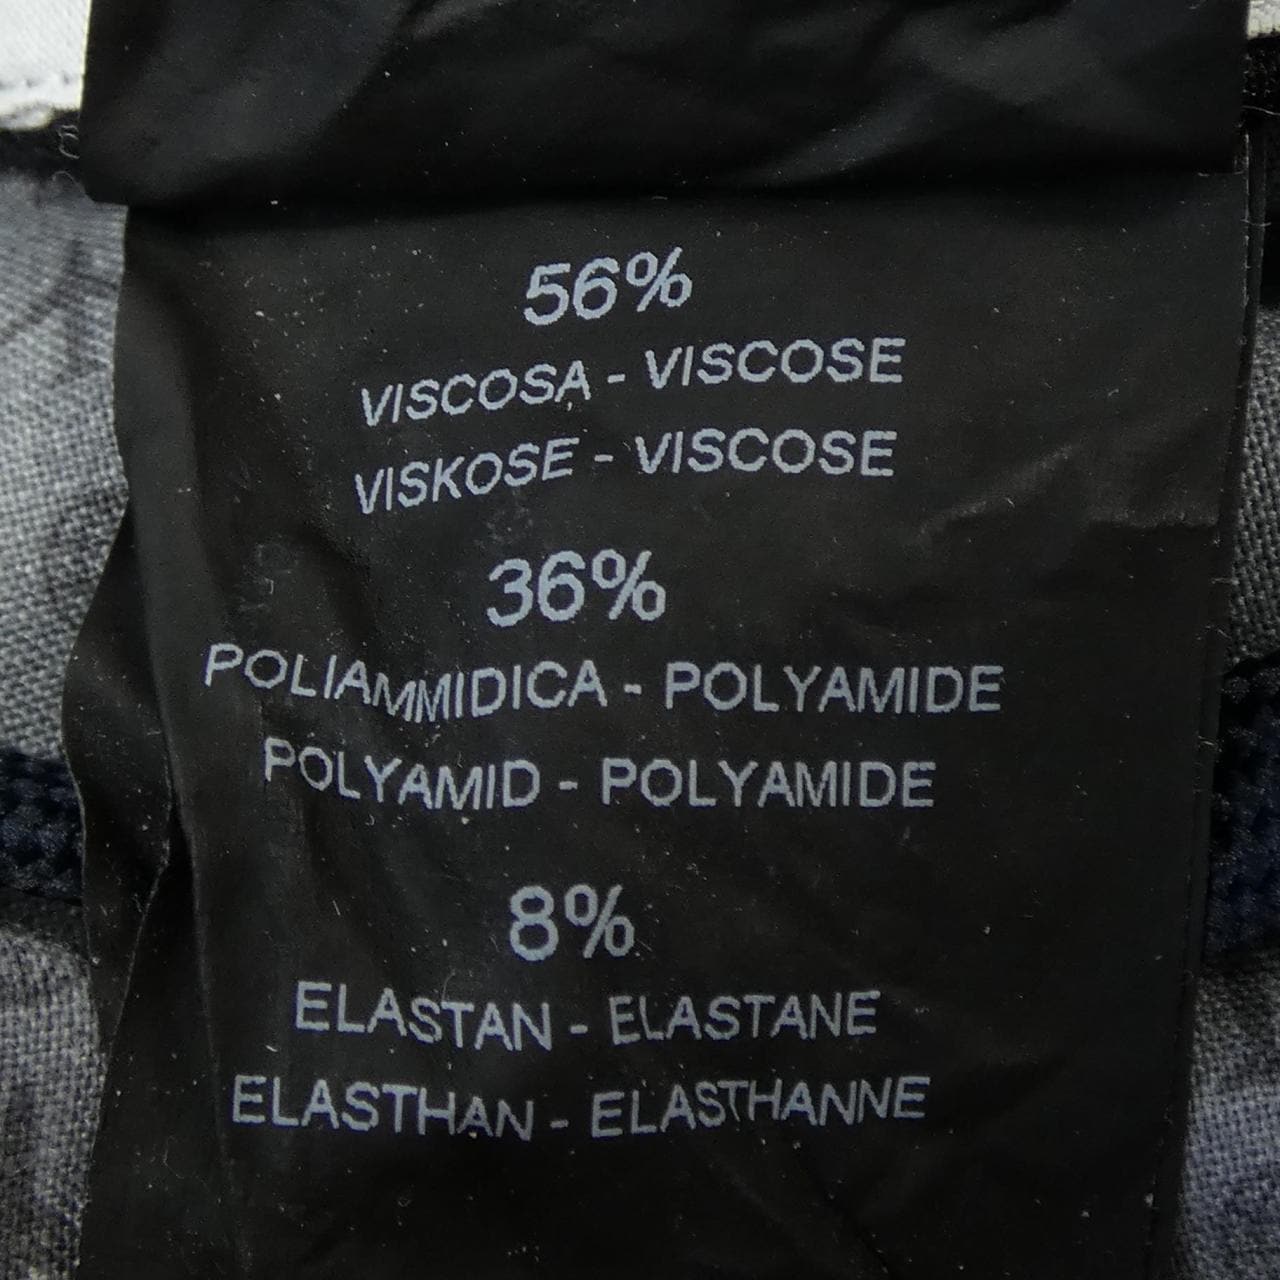 56%
VISCOSA - VISCOSE
VISKOSE - VISCOSE
36%
POLIAMMIDICA - POLYAMIDE
POLYAMID - POLYAMIDE
8%
ELASTAN - ELASTANE
ELASTHAN - ELASTHANNE